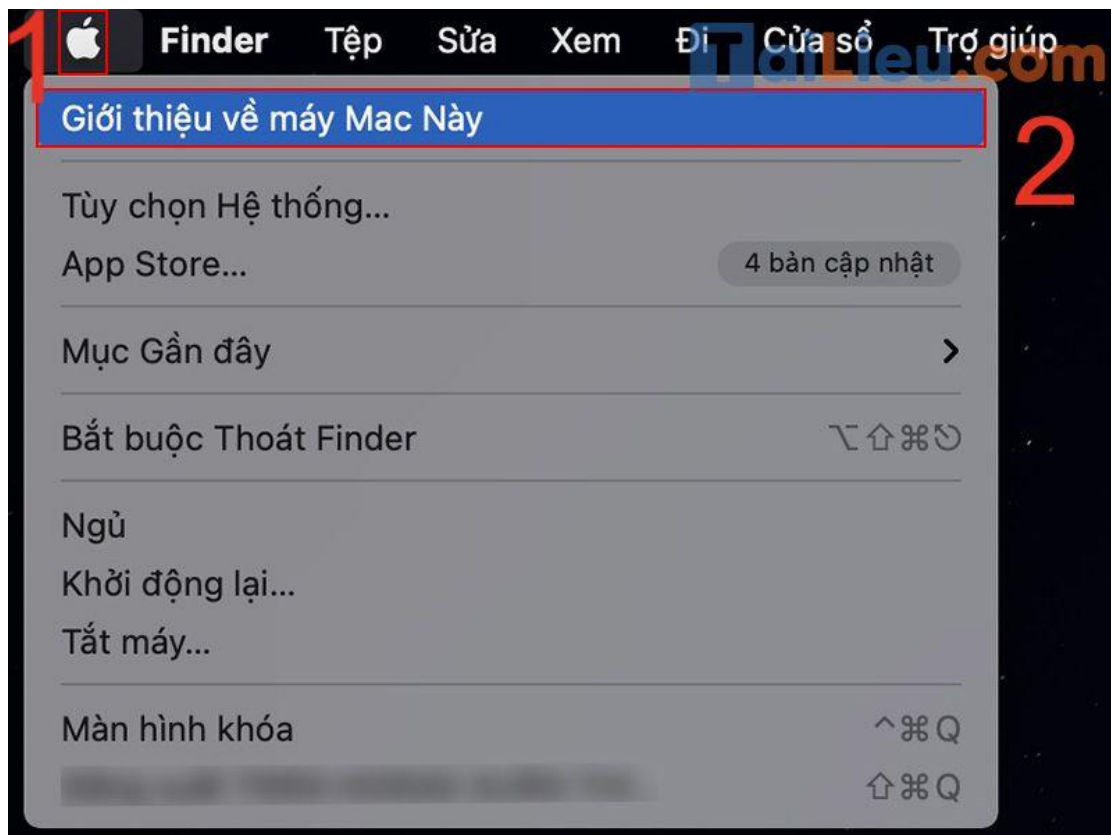 1 Finder Tệp Sửa Xem Đi Cửa sổ Trợ giúp
TaiLieu.com
Giới thiệu về máy Mac Này
2
Tùy chọn Hệ thống...
App Store... 4 bản cập nhật
Mục Gần đây
Bắt buộc Thoát Finder ⌥⇧⌘⎋
Ngủ
Khởi động lại...
Tắt máy...
Màn hình khóa ^⌘Q
⇧⌘Q